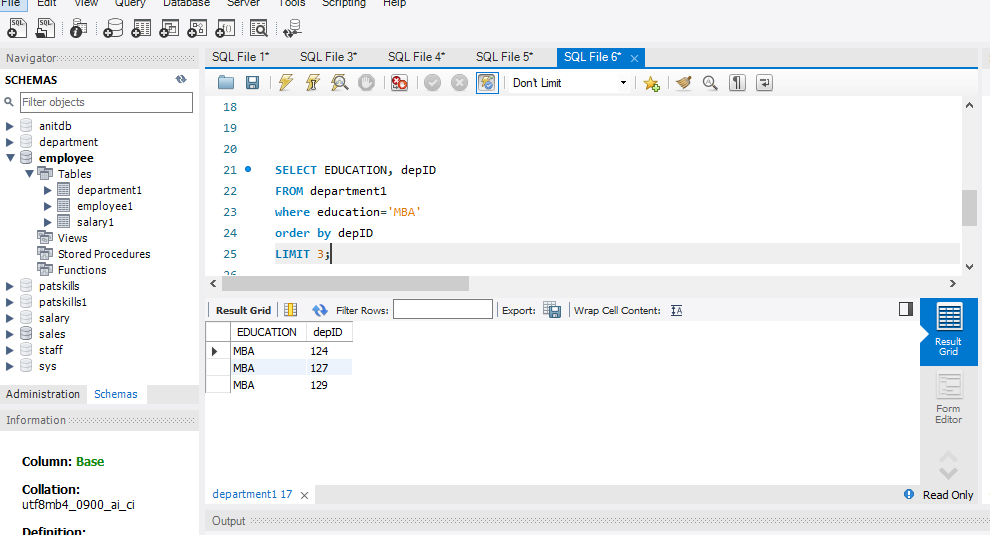 File Edit View Query Database Server Tools Scripting Help
SQL SQL
Navigator
SQL File 1* SQL File 3* SQL File 4* SQL File 5* SQL File 6* ×
SCHEMAS
Don't Limit
Filter objects
anitdb
department
employee
Tables
department1
employee1
salary1
Views
Stored Procedures
Functions
patskills
patskills1
salary
sales
staff
sys
Administration Schemas
Information
Column: Base
Collation:
utf8mb4_0900_ai_ci
Definition:
18
19
20
21 SELECT EDUCATION, depID
22 FROM department1
23 where education='MBA'
24 order by depID
25 LIMIT 3;
26
Result Grid Filter Rows: Export: Wrap Cell Content:
EDUCATION depID
MBA 124
MBA 127
MBA 129
Result
Grid
Form
Editor
department1 17 × Read Only
Output